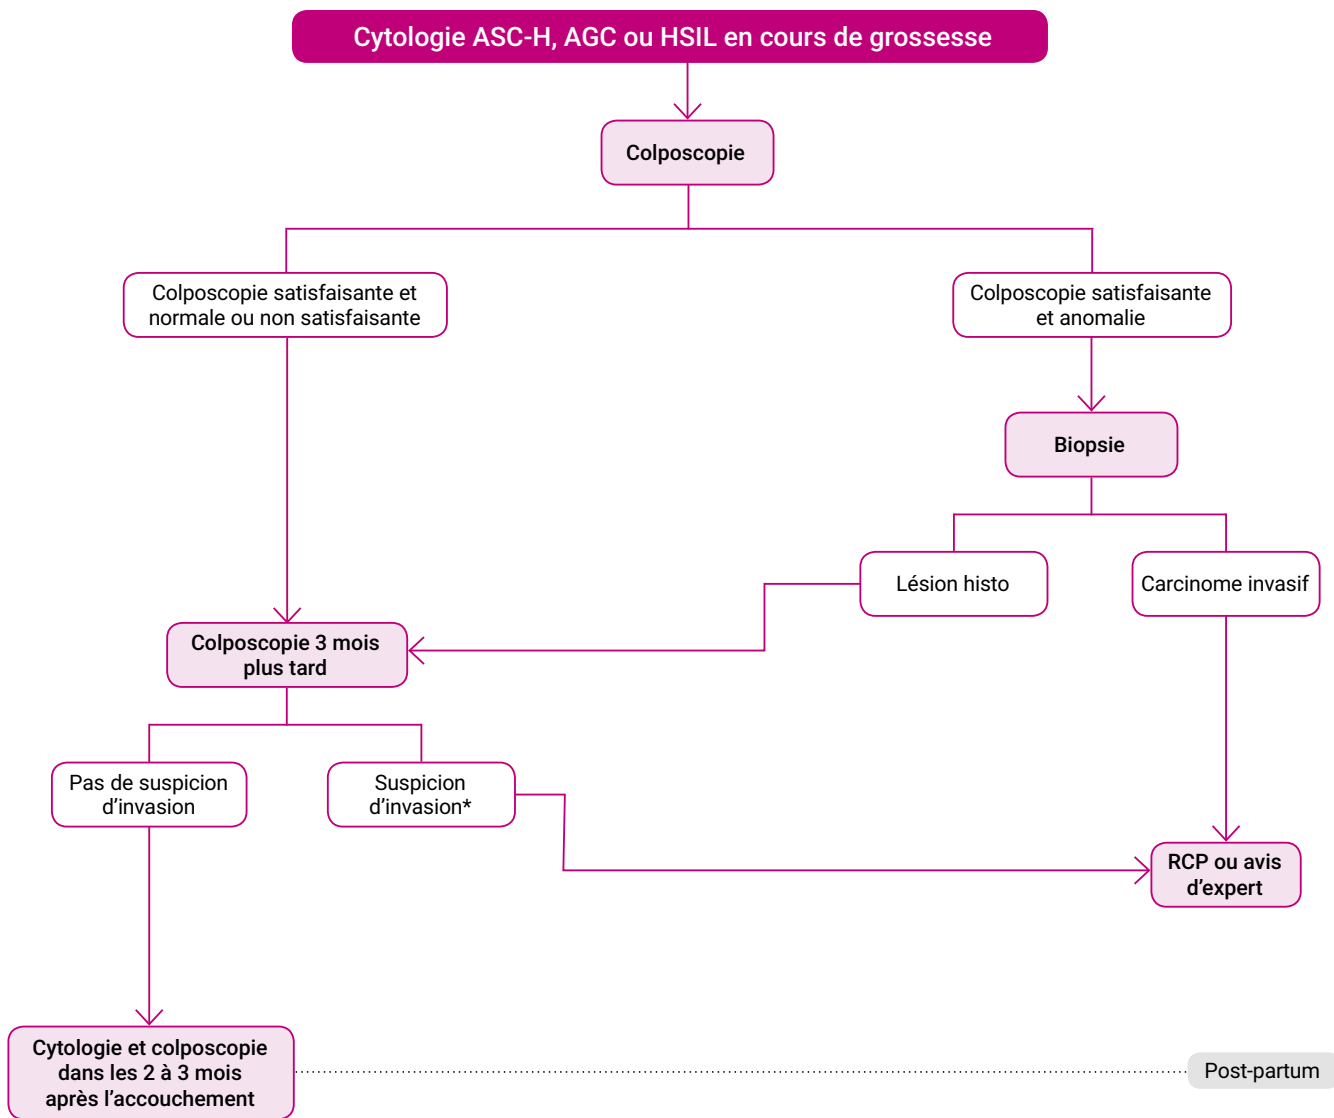 Cytologie ASC-H, AGC ou HSIL en cours de grossesse
Colposcopie
Colposcopie satisfaisante et
normale ou non satisfaisante
Colposcopie satisfaisante
et anomalie
Biopsie
Lésion histo
Carcinome invasif
Colposcopie 3 mois
plus tard
Pas de suspicion
d’invasion
Suspicion
d’invasion*
RCP ou avis
d’expert
Cytologie et colposcopie
dans les 2 à 3 mois
après l’accouchement
Post-partum